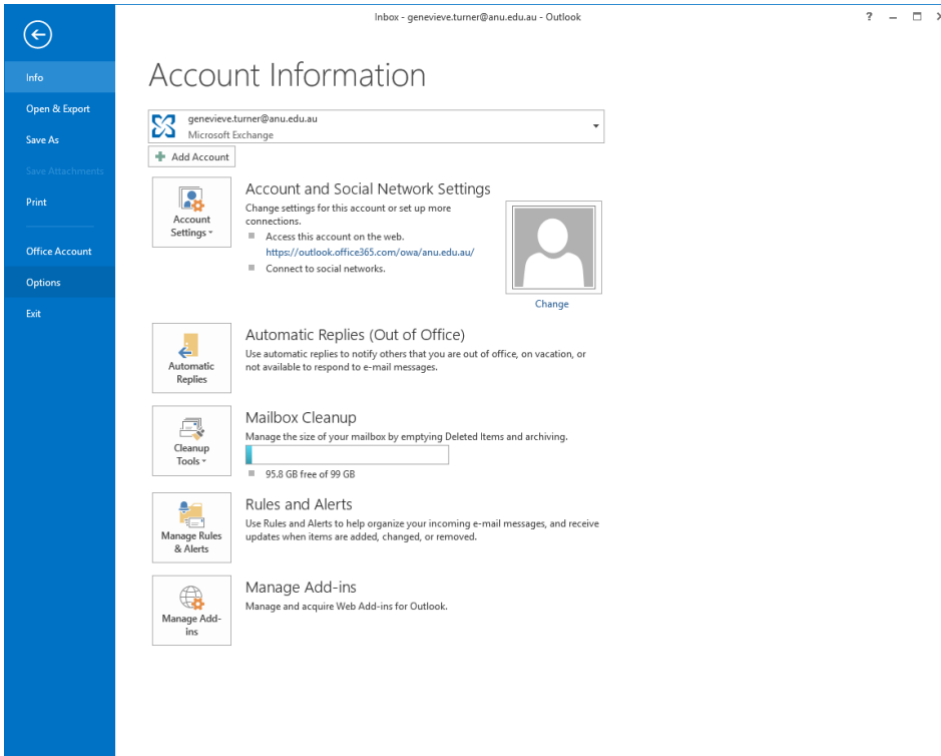 Inbox - genevieve.turner@anu.edu.au - Outlook
?
Info
Open & Export
Save As
Save Attachments
Print
Office Account
Options
Exit
Account Information
genevieve.turner@anu.edu.au
Microsoft Exchange
Add Account
Account
Settings
Account and Social Network Settings
Change settings for this account or set up more
connections.
Access this account on the web.
https://outlook.office365.com/owa/anu.edu.au/
Connect to social networks.
Change
Automatic
Replies
Automatic Replies (Out of Office)
Use automatic replies to notify others that you are out of office, on vacation, or
not available to respond to e-mail messages.
Cleanup
Tools
Mailbox Cleanup
Manage the size of your mailbox by emptying Deleted Items and archiving.
95.8 GB free of 99 GB
Manage Rules
& Alerts
Rules and Alerts
Use Rules and Alerts to help organize your incoming e-mail messages, and receive
updates when items are added, changed, or removed.
Manage Add-
ins
Manage Add-ins
Manage and acquire Web Add-ins for Outlook.